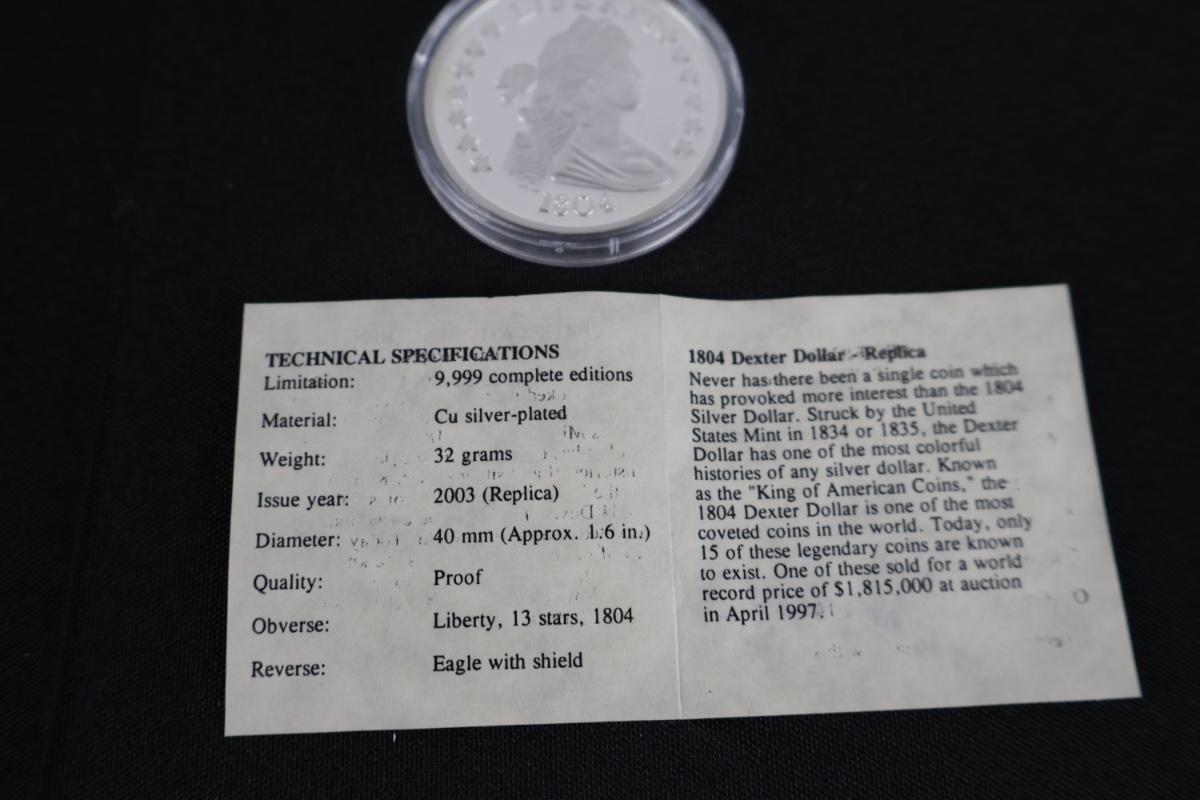 LIBERTY
1804
TECHNICAL SPECIFICATIONS
Limitation: 9,999 complete editions
Material: Cu silver-plated
Weight: 32 grams
Issue year: 2003 (Replica)
Diameter: 40 mm (Approx. 1.6 in.)
Quality: Proof
Obverse: Liberty, 13 stars, 1804
Reverse: Eagle with shield
1804 Dexter Dollar - Replica
Never has there been a single coin which
has provoked more interest than the 1804
Silver Dollar. Struck by the United
States Mint in 1834 or 1835, the Dexter
Dollar has one of the most colorful
histories of any silver dollar. Known
as the "King of American Coins," the
1804 Dexter Dollar is one of the most
coveted coins in the world. Today, only
15 of these legendary coins are known
to exist. One of these sold for a world
record price of $1,815,000 at auction
in April 1997.